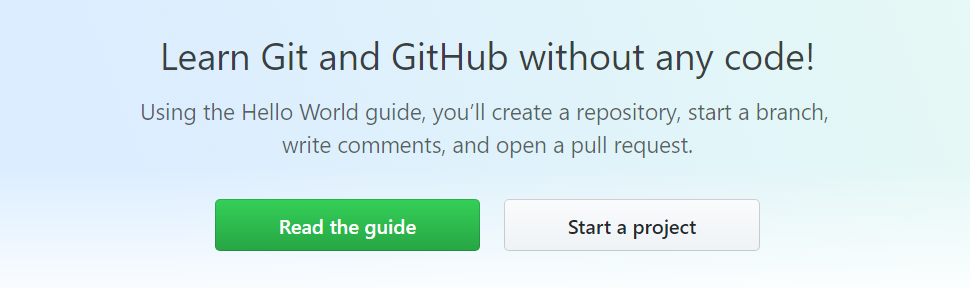 Learn Git and GitHub without any code!
Using the Hello World guide, you’ll create a repository, start a branch,
write comments, and open a pull request.
Read the guide
Start a project